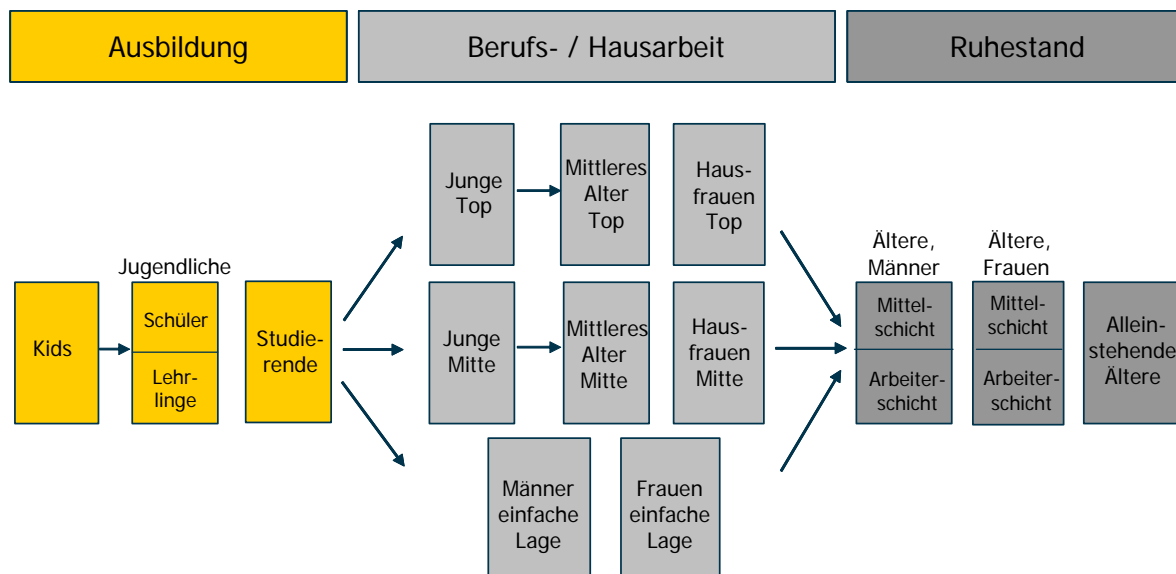 Ausbildung
Berufs- / Hausarbeit
Ruhestand
Jugendliche
Kids
Schüler
Lehr-
linge
Studie-
rende
Junge
Top
Mittleres
Alter
Top
Haus-
frauen
Top
Junge
Mitte
Mittleres
Alter
Mitte
Haus-
frauen
Mitte
Männer
einfache
Lage
Frauen
einfache
Lage
Ältere,
Männer
Mittel-
schicht
Arbeiter-
schicht
Ältere,
Frauen
Mittel-
schicht
Arbeiter-
schicht
Allein-
stehende
Ältere